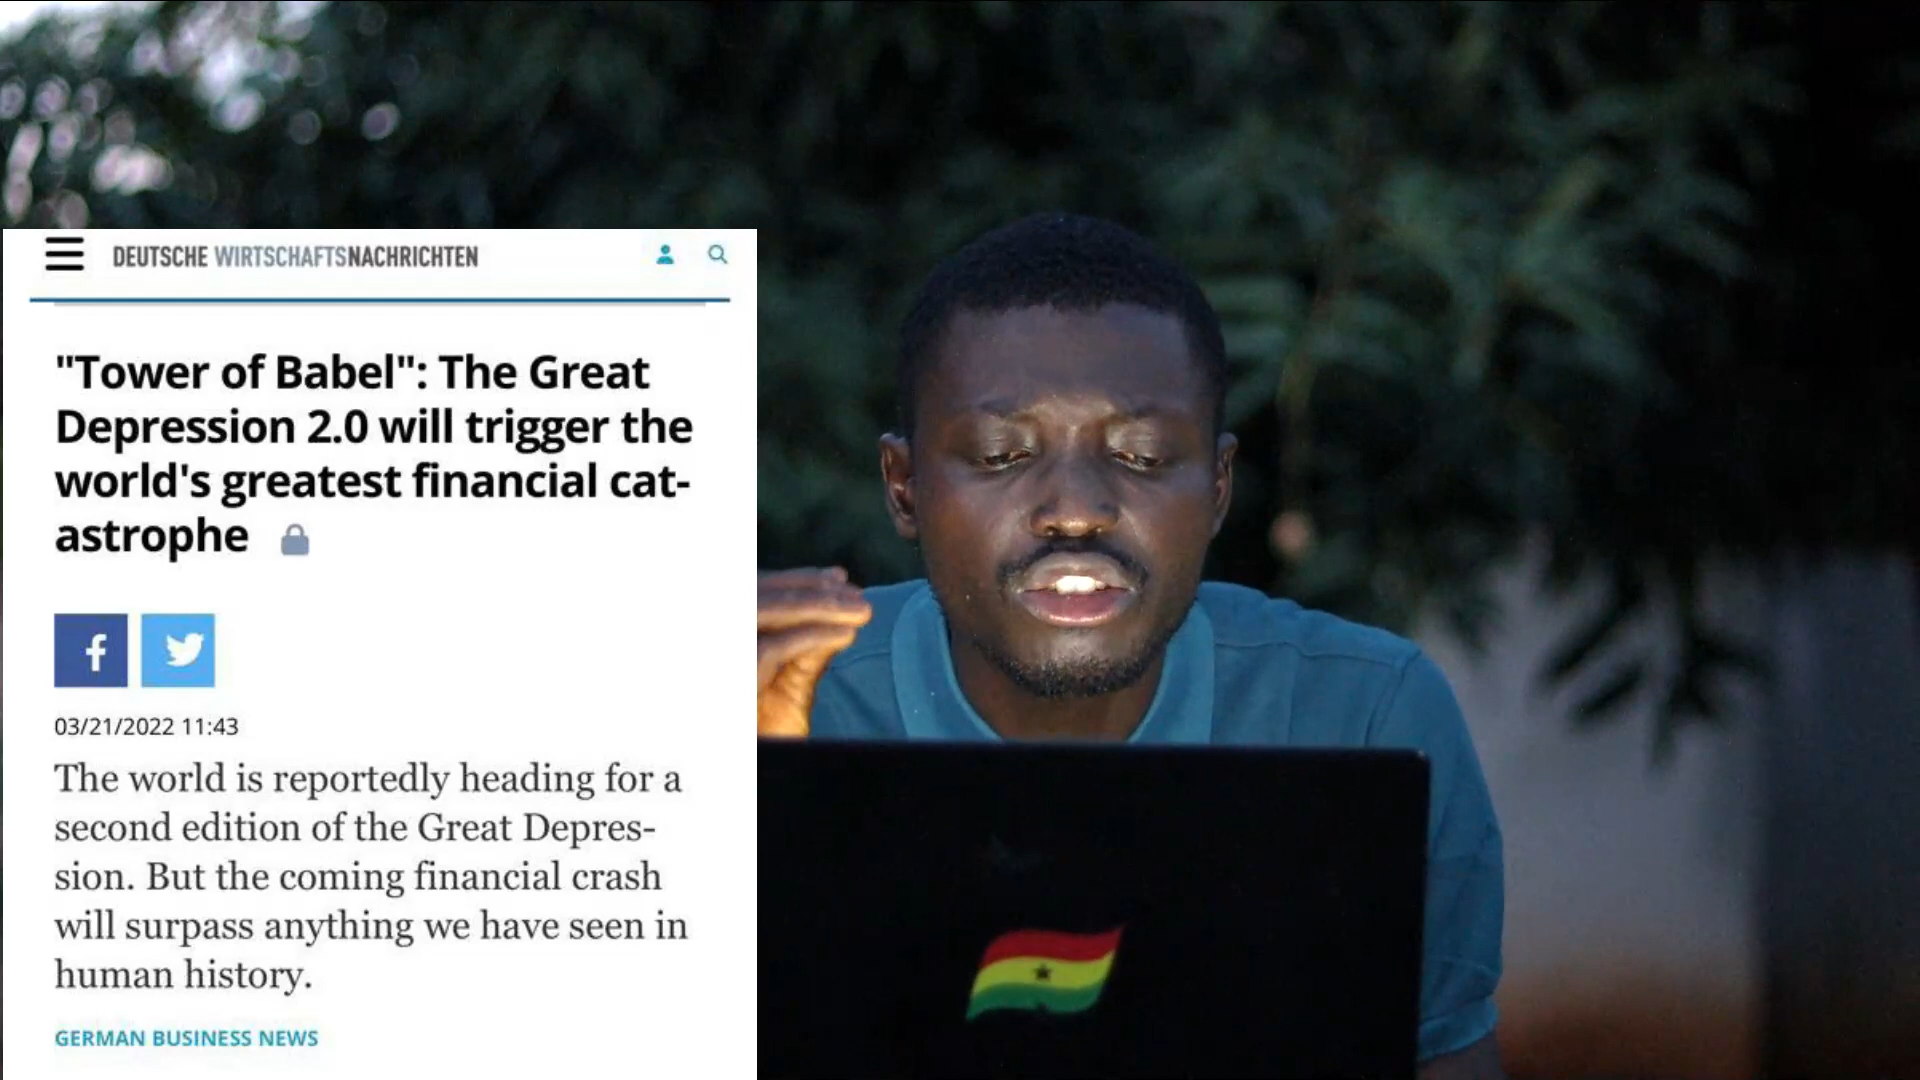 DEUTSCHE WIRTSCHAFTSNACHRICHTEN
"Tower of Babel": The Great
Depression 2.0 will trigger the
world's greatest financial cat-
astrophe
03/21/2022 11:43
The world is reportedly heading for a
second edition of the Great Depres-
sion. But the coming financial crash
will surpass anything we have seen in
human history.
GERMAN BUSINESS NEWS